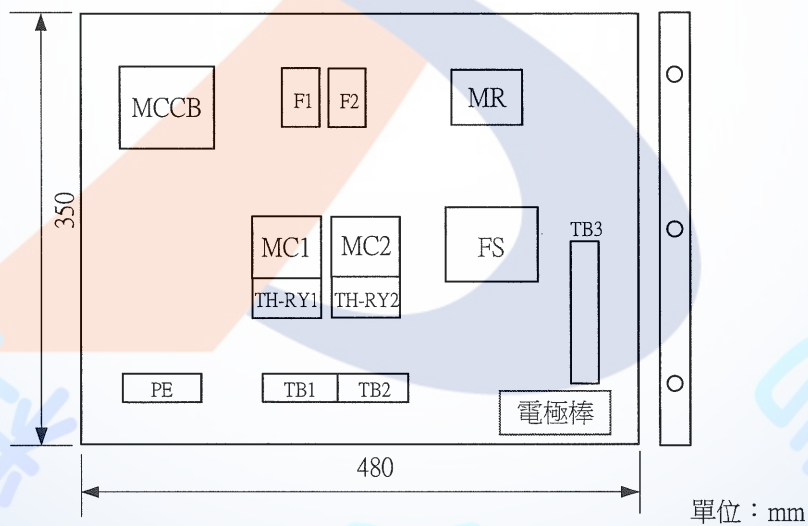 MCCB
F1
F2
MR
350
MC1
MC2
FS
TB3
TH-RY1
TH-RY2
PE
TB1
TB2
電極棒
480
單位：mm